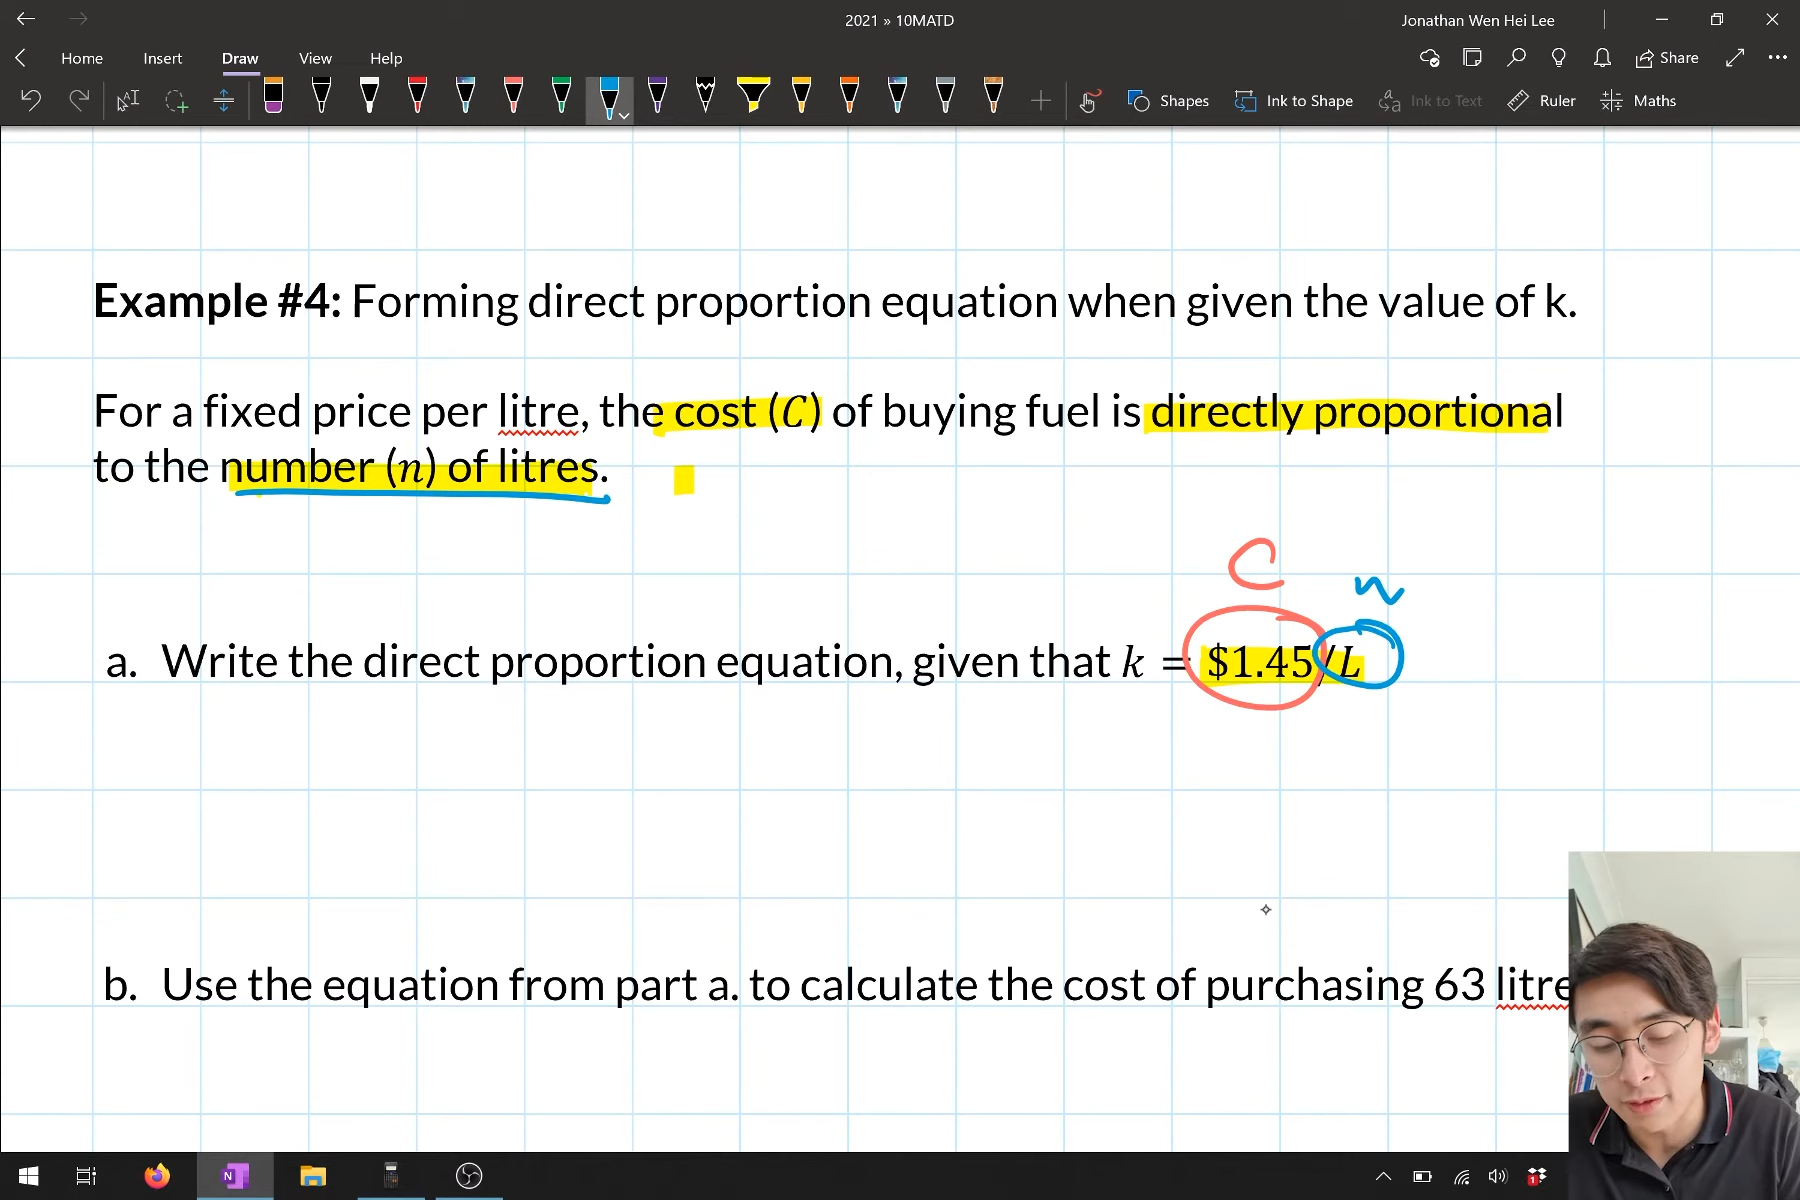 2021 » 10MATD
Jonathan Wen Hei Lee
Home Insert Draw View Help
Share
Shapes Ink to Shape Ink to Text Ruler Maths
Example #4: Forming direct proportion equation when given the value of k.
For a fixed price per litre, the cost (C) of buying fuel is directly proportional
to the number (n) of litres.
C n
a. Write the direct proportion equation, given that k = $1.45/L
b. Use the equation from part a. to calculate the cost of purchasing 63 litre